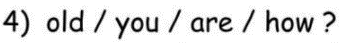 4) old / you / are / how ?